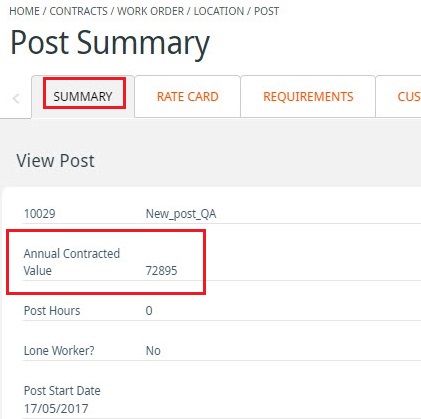 HOME / CONTRACTS / WORK ORDER / LOCATION / POST
Post Summary
SUMMARY RATE CARD REQUIREMENTS CUS
View Post
10029 New_post_QA
Annual Contracted
Value 72895
Post Hours 0
Lone Worker? No
Post Start Date
17/05/2017